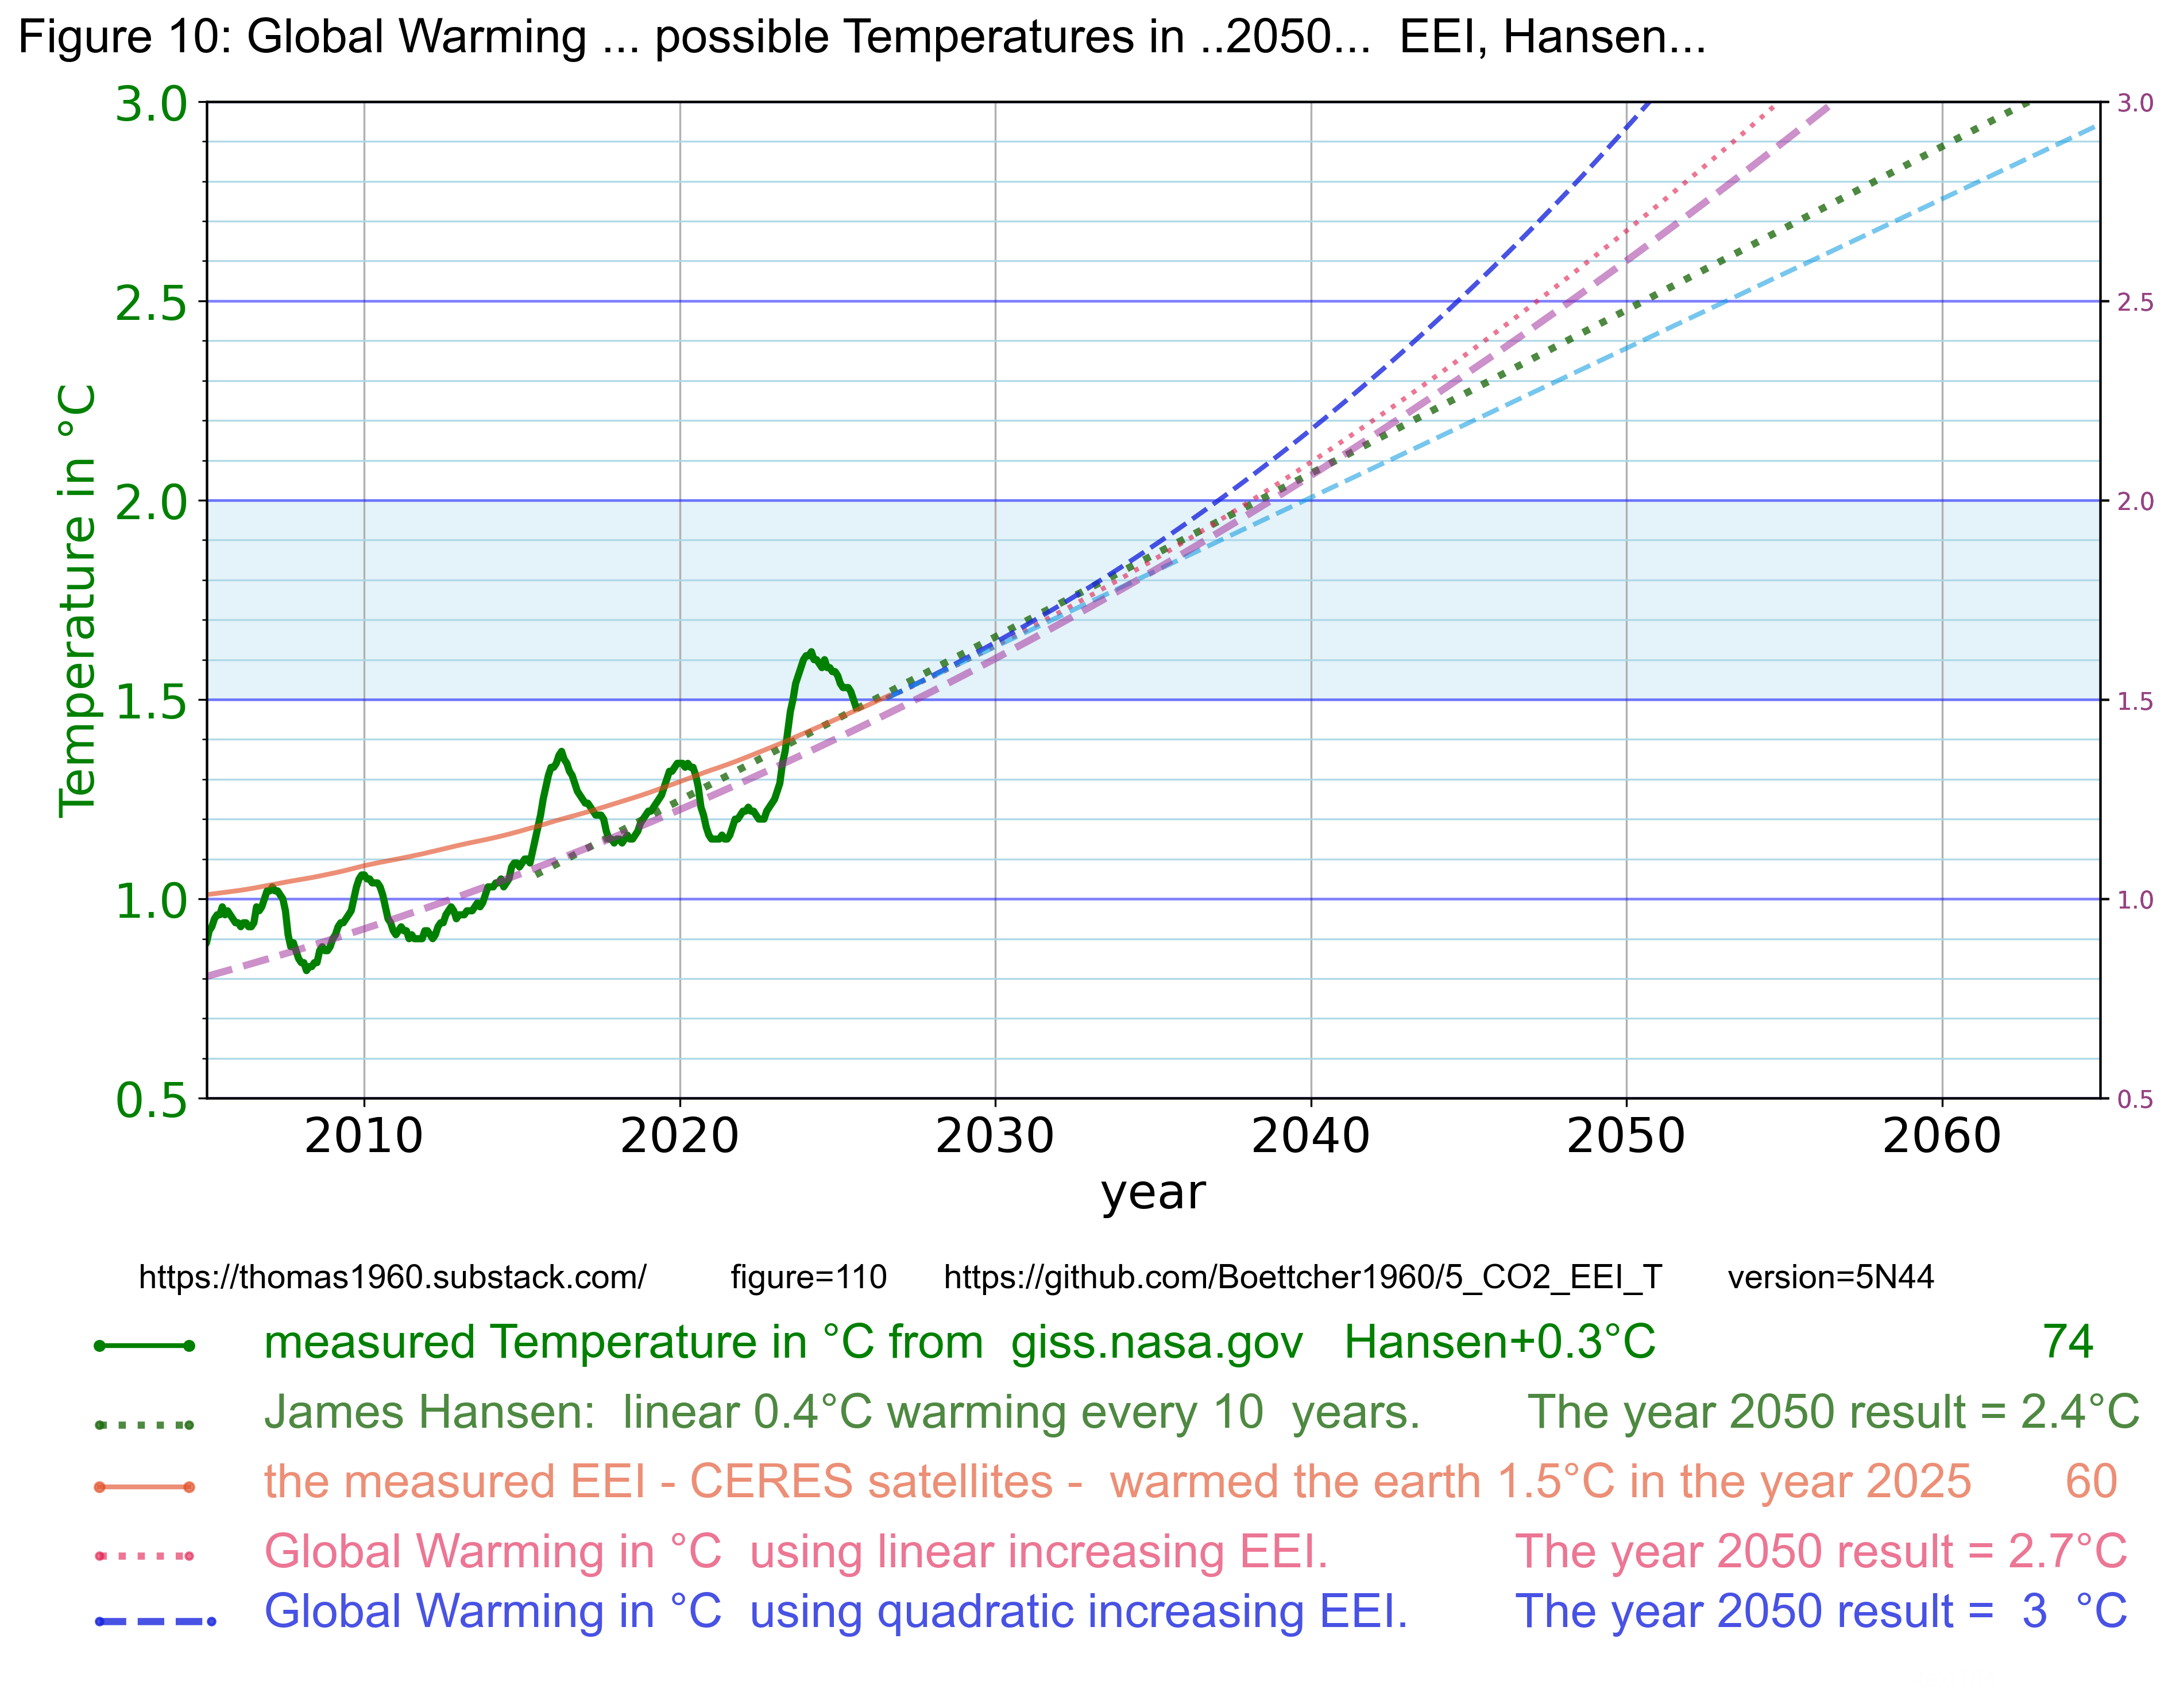 Figure 10: Global Warming ... possible Temperatures in ..2050...  EEI, Hansen...
3.0
2.5
2.0
1.5
1.0
0.5
Temperature in °C
3.0
2.5
2.0
1.5
1.0
0.5
2010 2020 2030 2040 2050 2060
year
https://thomas1960.substack.com/ figure=110 https://github.com/Boettcher1960/5_CO2_EEI_T version=5N44
measured Temperature in °C from  giss.nasa.gov   Hansen+0.3°C 74
James Hansen:  linear 0.4°C warming every 10  years. The year 2050 result = 2.4°C
the measured EEI - CERES satellites -  warmed the earth 1.5°C in the year 2025 60
Global Warming in °C  using linear increasing EEI. The year 2050 result = 2.7°C
Global Warming in °C  using quadratic increasing EEI. The year 2050 result =  3  °C